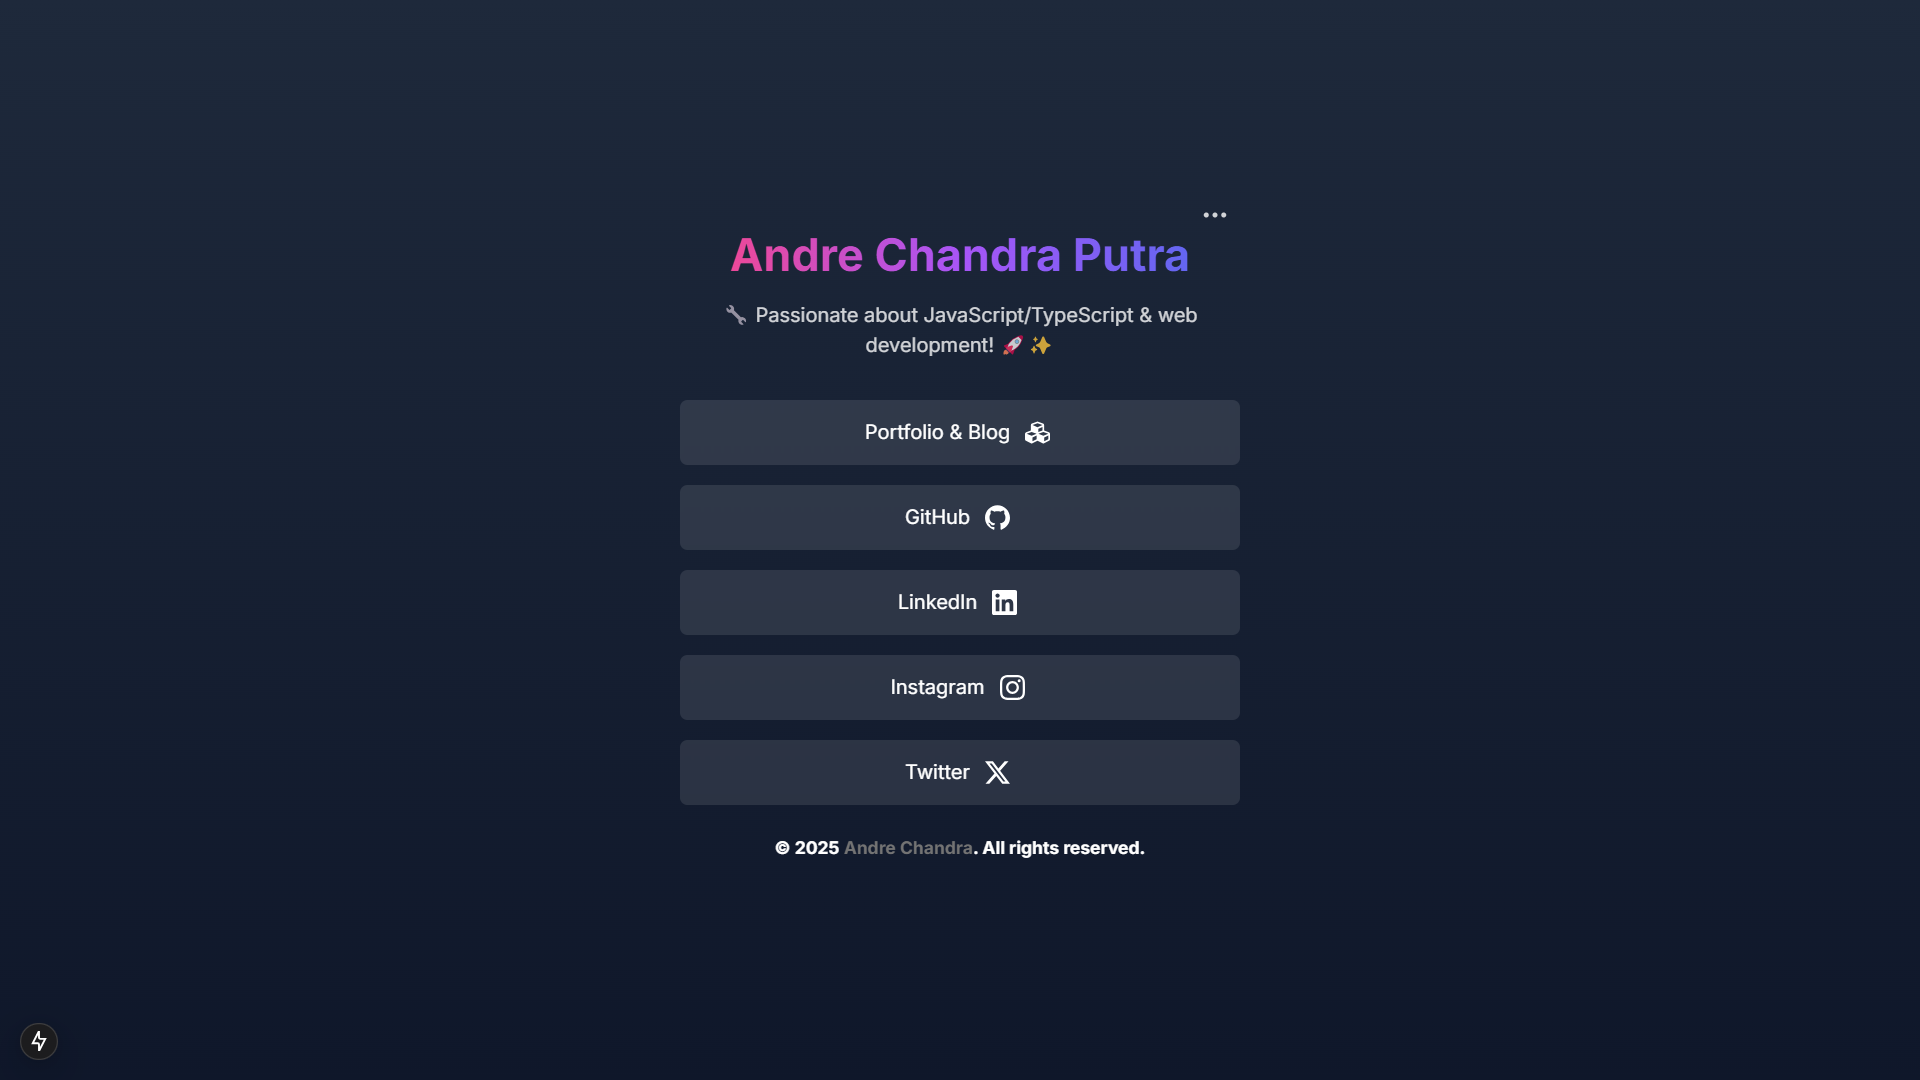 Andre Chandra Putra
🔧 Passionate about JavaScript/TypeScript & web
development! 🚀 ✨
Portfolio & Blog
GitHub
LinkedIn
Instagram
Twitter
© 2025 Andre Chandra. All rights reserved.